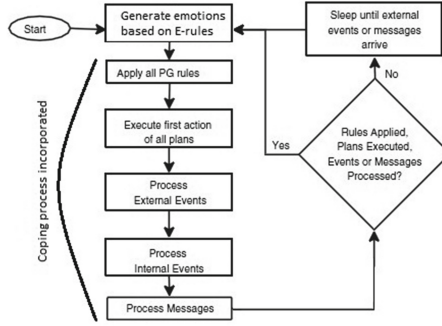 Start
Generate emotions
based on E-rules
Sleep until external
events or messages
arrive
Apply all PG rules
No
Execute first action
of all plans
Yes
Rules Applied,
Plans Executed,
Events or Messages
Processed?
Process
External Events
Process
Internal Events
Process Messages
Coping process incorporated